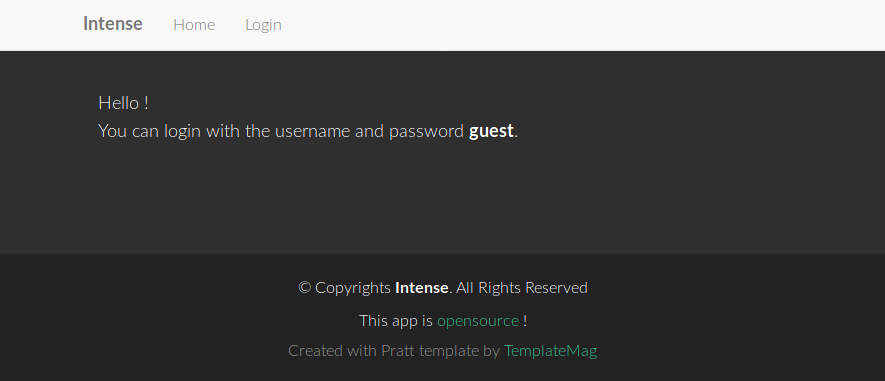 Intense Home Login
Hello !
You can login with the username and password guest.
© Copyrights Intense. All Rights Reserved
This app is opensource !
Created with Pratt template by TemplateMag